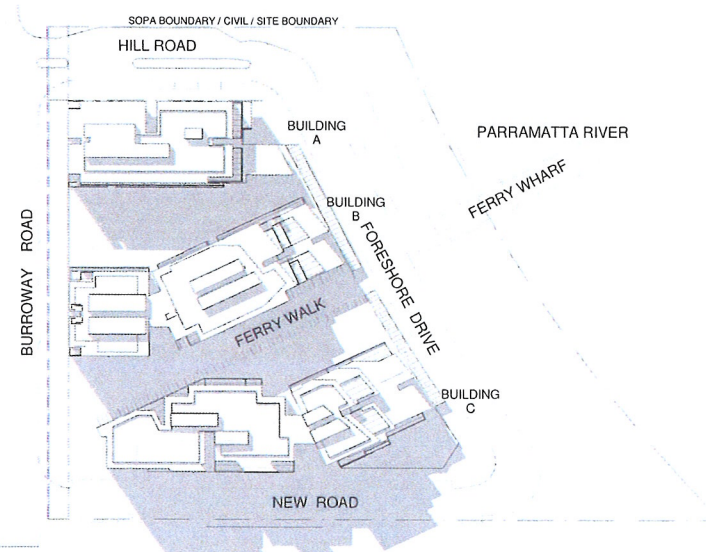 SOPA BOUNDARY / CIVIL / SITE BOUNDARY
HILL ROAD
BUILDING
A
PARRAMATTA RIVER
FERRY WHARF
BUILDING
B
FORESHORE DRIVE
BURROWAY ROAD
FERRY WALK
BUILDING
C
NEW ROAD